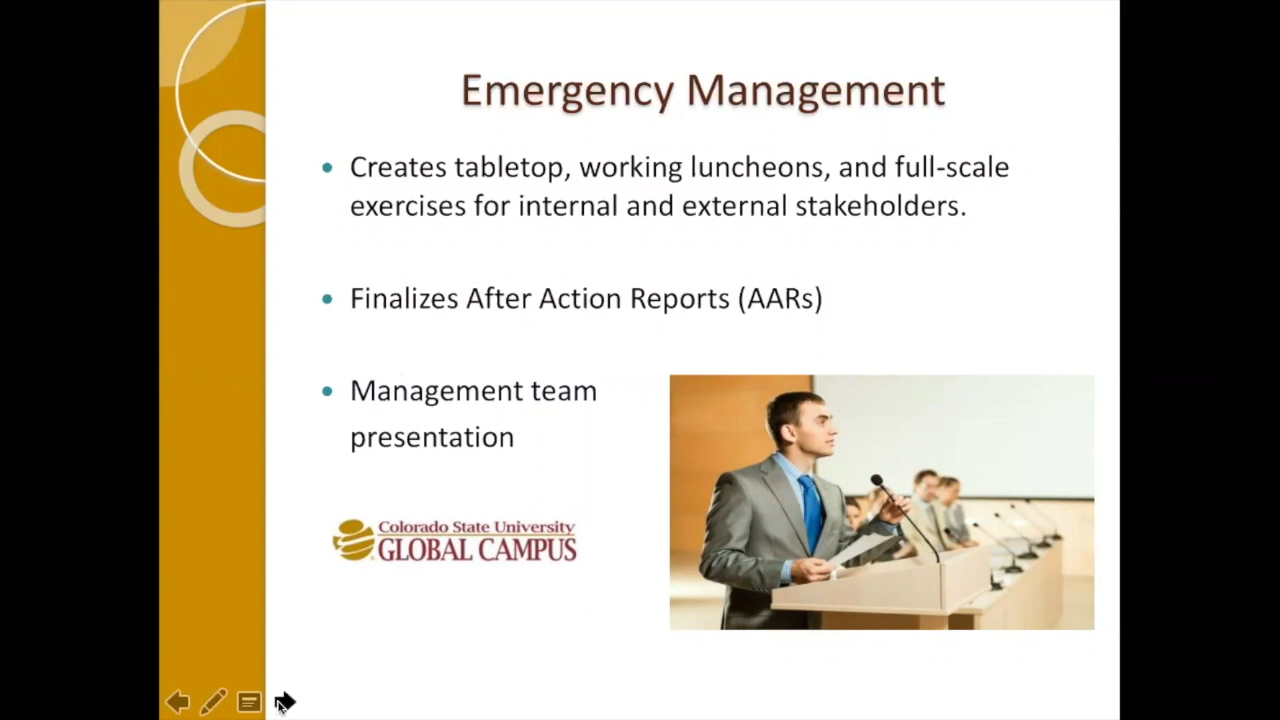 Emergency Management
• Creates tabletop, working luncheons, and full-scale
exercises for internal and external stakeholders.
• Finalizes After Action Reports (AARs)
• Management team
presentation
Colorado State University
GLOBAL CAMPUS